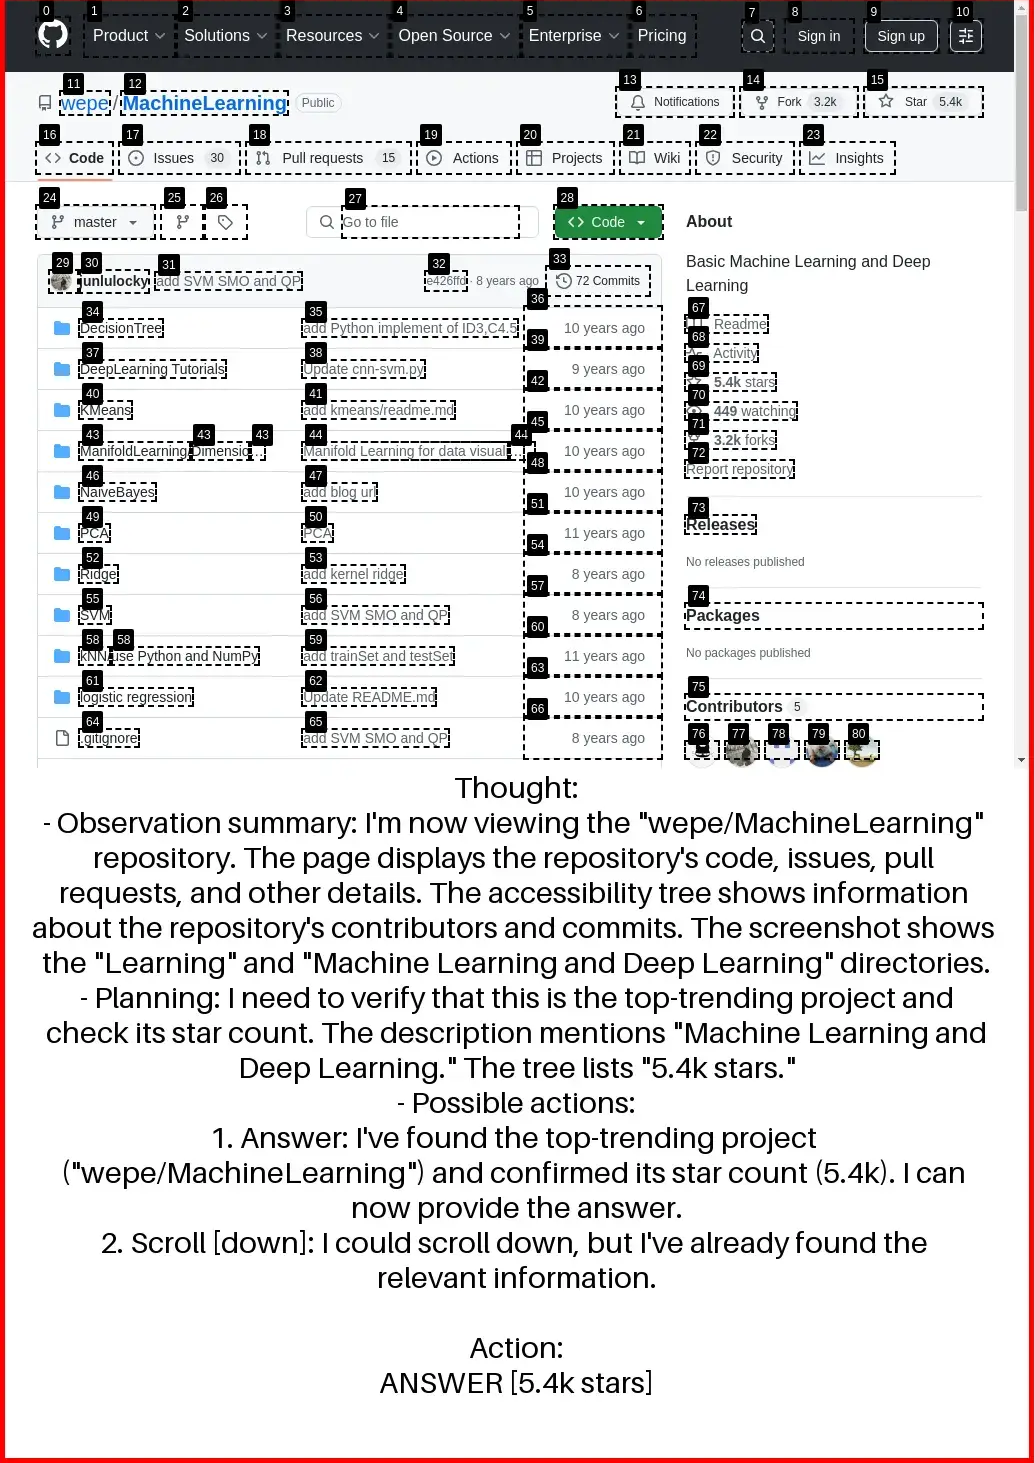 0 1 2 3 4 5 6 7 8 9 10
Product Solutions Resources Open Source Enterprise Pricing Sign in Sign up
11 12 13 14 15
wepe / MachineLearning Public Notifications Fork 3.2k Star 5.4k
16 17 18 19 20 21 22 23
Code Issues 30 Pull requests 15 Actions Projects Wiki Security Insights
24 25 26 27 28
master Go to file Code
29 30 31 32 33
junlulocky add SVM SMO and QP e426ffd · 8 years ago 72 Commits
34 35 36
DecisionTree add Python implement of ID3,C4.5 10 years ago
37 38 39
DeepLearning Tutorials Update cnn-svm.py 9 years ago
40 41 42
KMeans add kmeans/readme.md 10 years ago
43 43 43 44 44 45
ManifoldLearning/Dimensio… Manifold Learning for data visuali… 10 years ago
46 47 48
NaiveBayes add blog url 10 years ago
49 50 51
PCA PCA 11 years ago
52 53 54
Ridge add kernel ridge 8 years ago
55 56 57
SVM add SVM SMO and QP 8 years ago
58 58 59 60
kNN/use Python and NumPy add trainSet and testSet 11 years ago
61 62 63
logistic regression Update README.md 10 years ago
64 65 66
.gitignore add SVM SMO and QP 8 years ago
About
Basic Machine Learning and Deep
Learning
67
Readme
68
Activity
69
5.4k stars
70
449 watching
71
3.2k forks
72
Report repository
73
Releases
No releases published
74
Packages
No packages published
75
Contributors 5
76 77 78 79 80
Thought:
- Observation summary: I'm now viewing the "wepe/MachineLearning"
repository. The page displays the repository's code, issues, pull
requests, and other details. The accessibility tree shows information
about the repository's contributors and commits. The screenshot shows
the "Learning" and "Machine Learning and Deep Learning" directories.
- Planning: I need to verify that this is the top-trending project and
check its star count. The description mentions "Machine Learning and
Deep Learning." The tree lists "5.4k stars."
- Possible actions:
1. Answer: I've found the top-trending project
("wepe/MachineLearning") and confirmed its star count (5.4k). I can
now provide the answer.
2. Scroll [down]: I could scroll down, but I've already found the
relevant information.
Action:
ANSWER [5.4k stars]